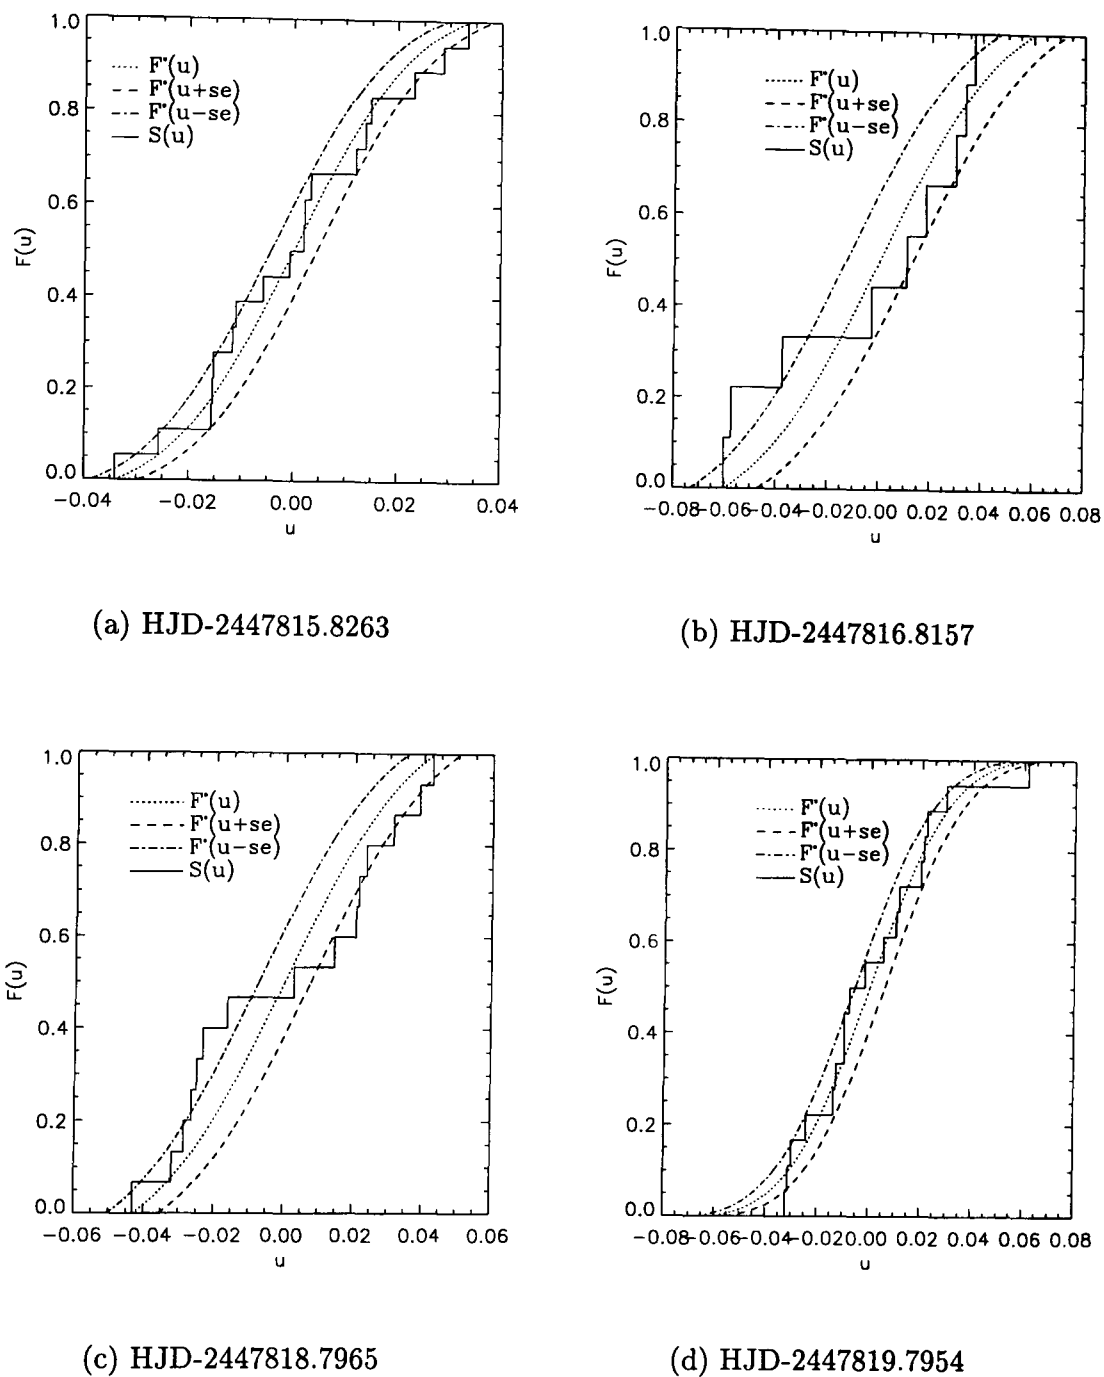 1.0
F*(u)
F*(u+se)
F*(u−se)
S(u)
0.8
0.6
F(u)
0.4
0.2
0.0
−0.04 −0.02 0.00 0.02 0.04
u
(a) HJD-2447815.8263
1.0
F*(u)
F*(u+se)
F*(u−se)
S(u)
0.8
0.6
F(u)
0.4
0.2
0.0
−0.08−0.06−0.04−0.020.00 0.02 0.04 0.06 0.08
u
(b) HJD-2447816.8157
1.0
F*(u)
F*(u+se)
F*(u−se)
S(u)
0.8
0.6
F(u)
0.4
0.2
0.0
−0.06 −0.04 −0.02 0.00 0.02 0.04 0.06
u
(c) HJD-2447818.7965
1.0
F*(u)
F*(u+se)
F*(u−se)
S(u)
0.8
0.6
F(u)
0.4
0.2
0.0
−0.08−0.06−0.04−0.020.00 0.02 0.04 0.06 0.08
u
(d) HJD-2447819.7954